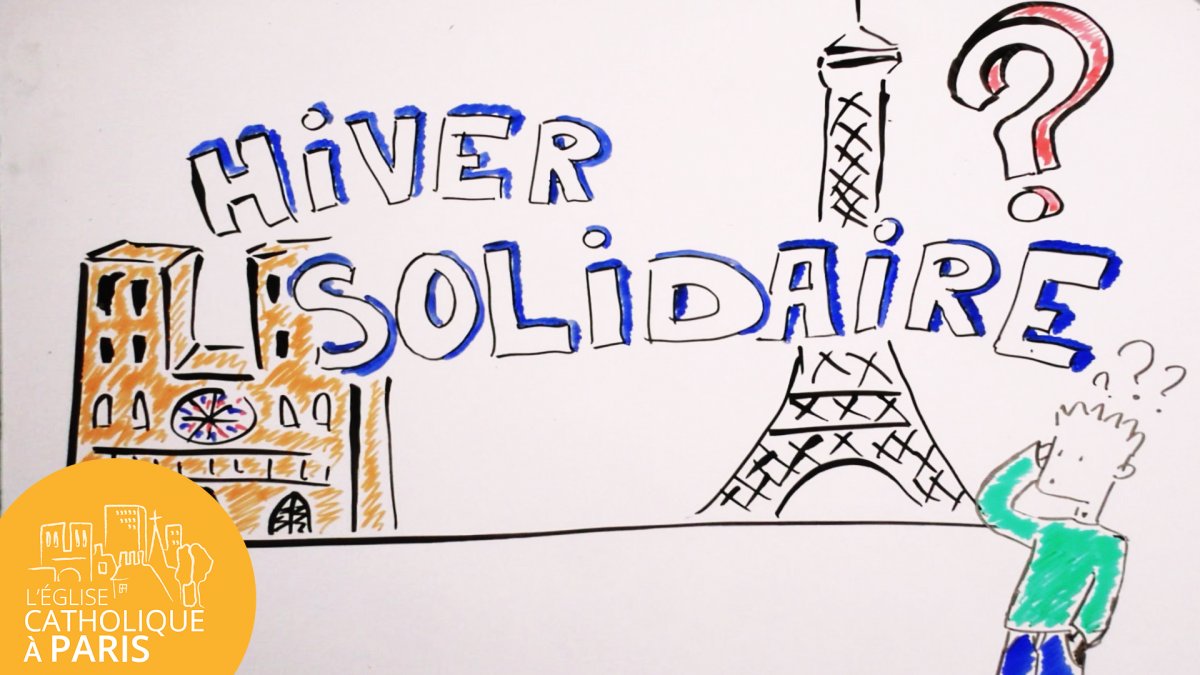 HiVER
SOLiDAiRE
?
???
L'ÉGLISE
CATHOLIQUE
À PARIS